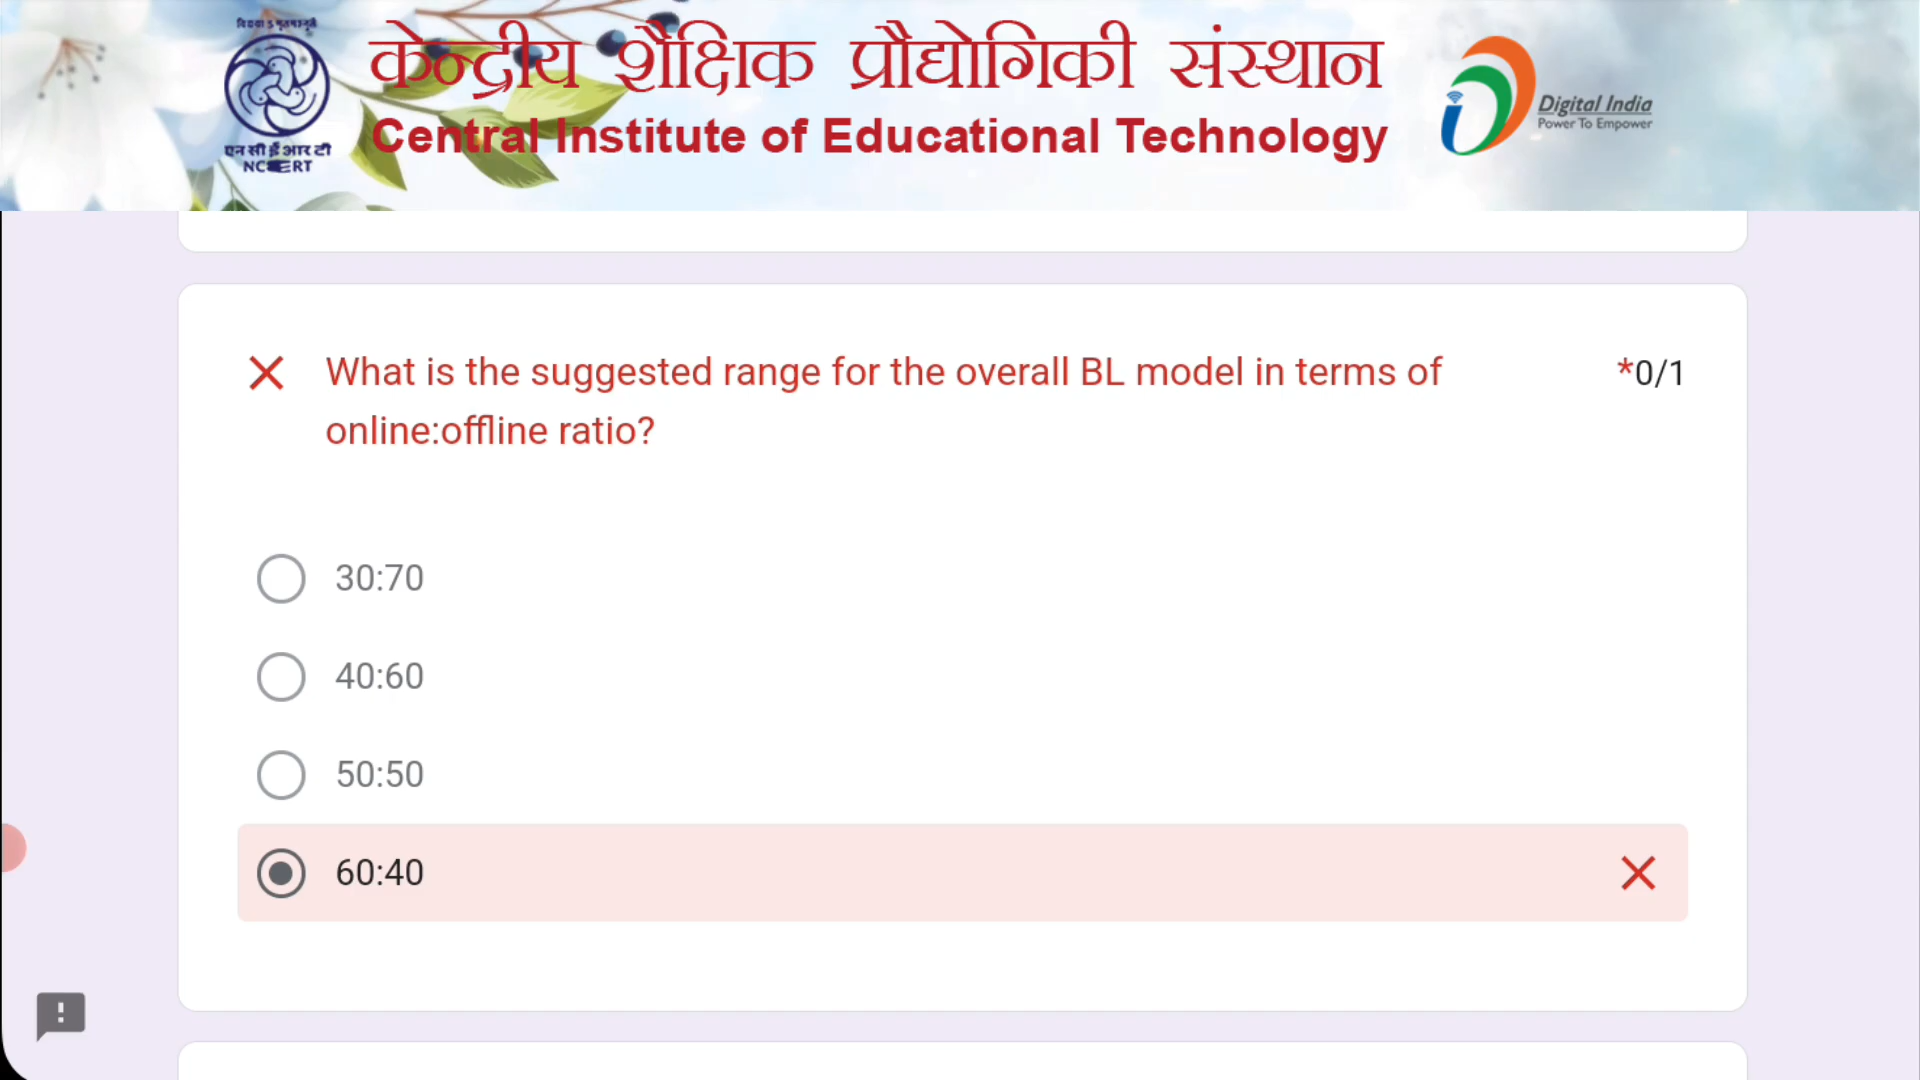 केन्द्रीय शैक्षिक प्रौद्योगिकी संस्थान
Central Institute of Educational Technology
एन सी ई आर टी
NCERT
Digital India
Power To Empower
What is the suggested range for the overall BL model in terms of
online:offline ratio?
*0/1
30:70
40:60
50:50
60:40